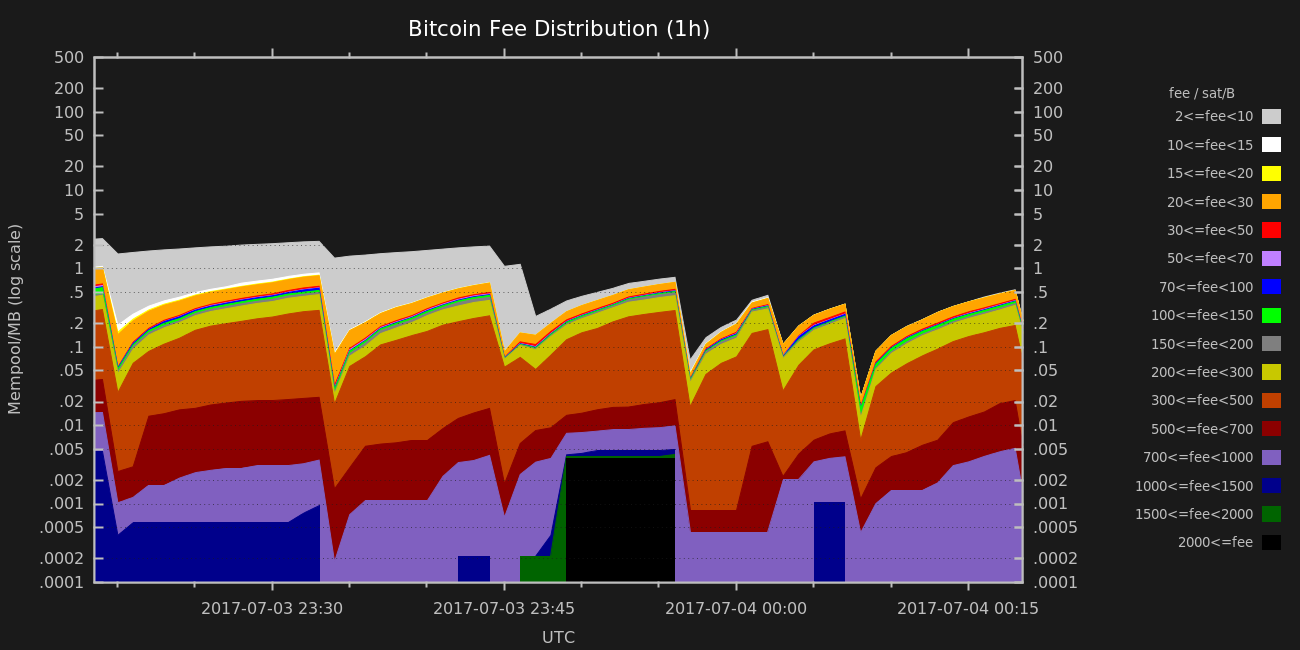 Bitcoin Fee Distribution (1h)
Mempool/MB (log scale)
500
200
100
50
20
10
5
2
1
.5
.2
.1
.05
.02
.01
.005
.002
.001
.0005
.0002
.0001
500
200
100
50
20
10
5
2
1
.5
.2
.1
.05
.02
.01
.005
.002
.001
.0005
.0002
.0001
2017-07-03 23:30
2017-07-03 23:45
2017-07-04 00:00
2017-07-04 00:15
UTC
fee / sat/B
2<=fee<10
10<=fee<15
15<=fee<20
20<=fee<30
30<=fee<50
50<=fee<70
70<=fee<100
100<=fee<150
150<=fee<200
200<=fee<300
300<=fee<500
500<=fee<700
700<=fee<1000
1000<=fee<1500
1500<=fee<2000
2000<=fee